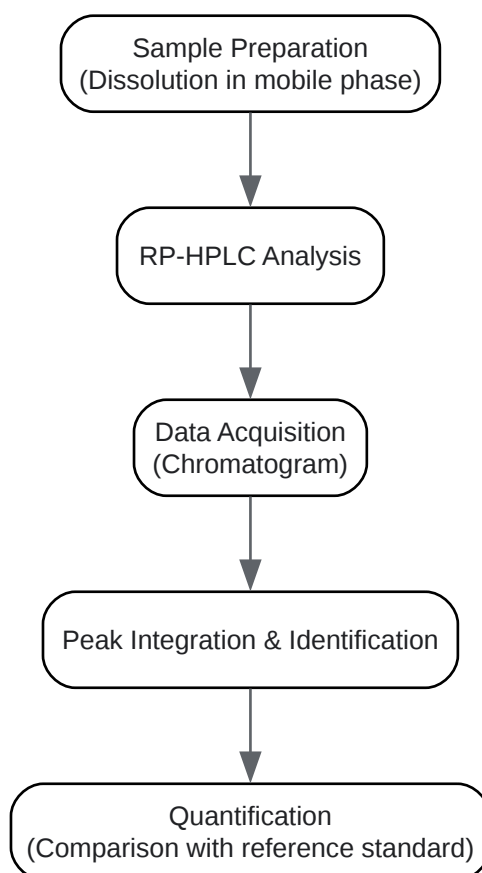 Sample Preparation
(Dissolution in mobile phase)
RP-HPLC Analysis
Data Acquisition
(Chromatogram)
Peak Integration & Identification
Quantification
(Comparison with reference standard)